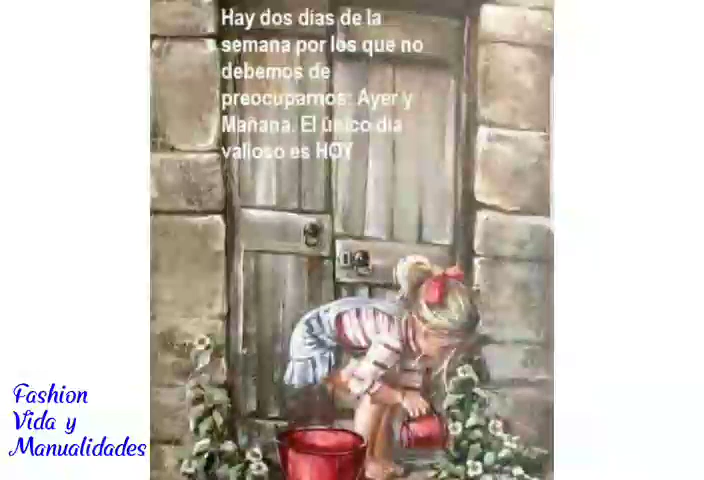 Hay dos días de la
semana por los que no
debemos de
preocuparnos: Ayer y
Mañana. El único día
valioso es HOY
Fashion
Vida y
Manualidades